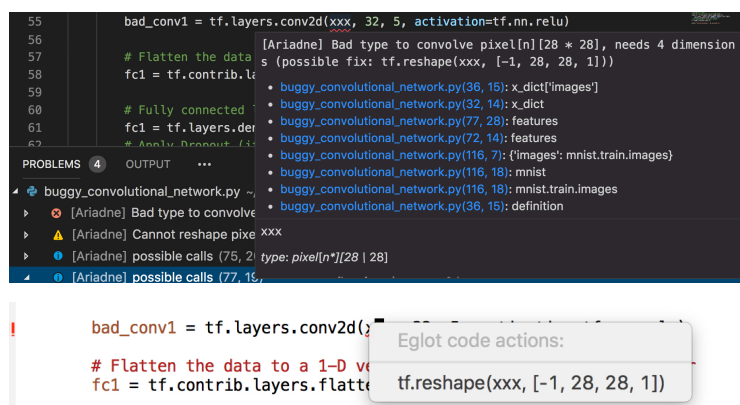 55 bad_conv1 = tf.layers.conv2d(xxx, 32, 5, activation=tf.nn.relu)
56
[Ariadne] Bad type to convolve pixel[n][28 * 28], needs 4 dimension
57 # Flatten the data
s (possible fix: tf.reshape(xxx, [-1, 28, 28, 1]))
58 fc1 = tf.contrib.la
• buggy_convolutional_network.py(36, 15): x_dict['images']
59
• buggy_convolutional_network.py(32, 14): x_dict
60 # Fully connected
• buggy_convolutional_network.py(77, 28): features
61 fc1 = tf.layers.der
• buggy_convolutional_network.py(72, 14): features
62 # Apply Dropout (i
• buggy_convolutional_network.py(116, 7): {'images': mnist.train.images}
PROBLEMS 4 OUTPUT •••
• buggy_convolutional_network.py(116, 18): mnist
• buggy_convolutional_network.py(116, 18): mnist.train.images
buggy_convolutional_network.py ~
• buggy_convolutional_network.py(36, 15): definition
[Ariadne] Bad type to convolve
xxx
[Ariadne] Cannot reshape pixe
[Ariadne] possible calls (75, 2
type: pixel[n*][28 | 28]
[Ariadne] possible calls (77, 19)
! bad_conv1 = tf.layers.conv2d(x
Eglot code actions:
# Flatten the data to a 1-D ve
fc1 = tf.contrib.layers.flatte
tf.reshape(xxx, [-1, 28, 28, 1])